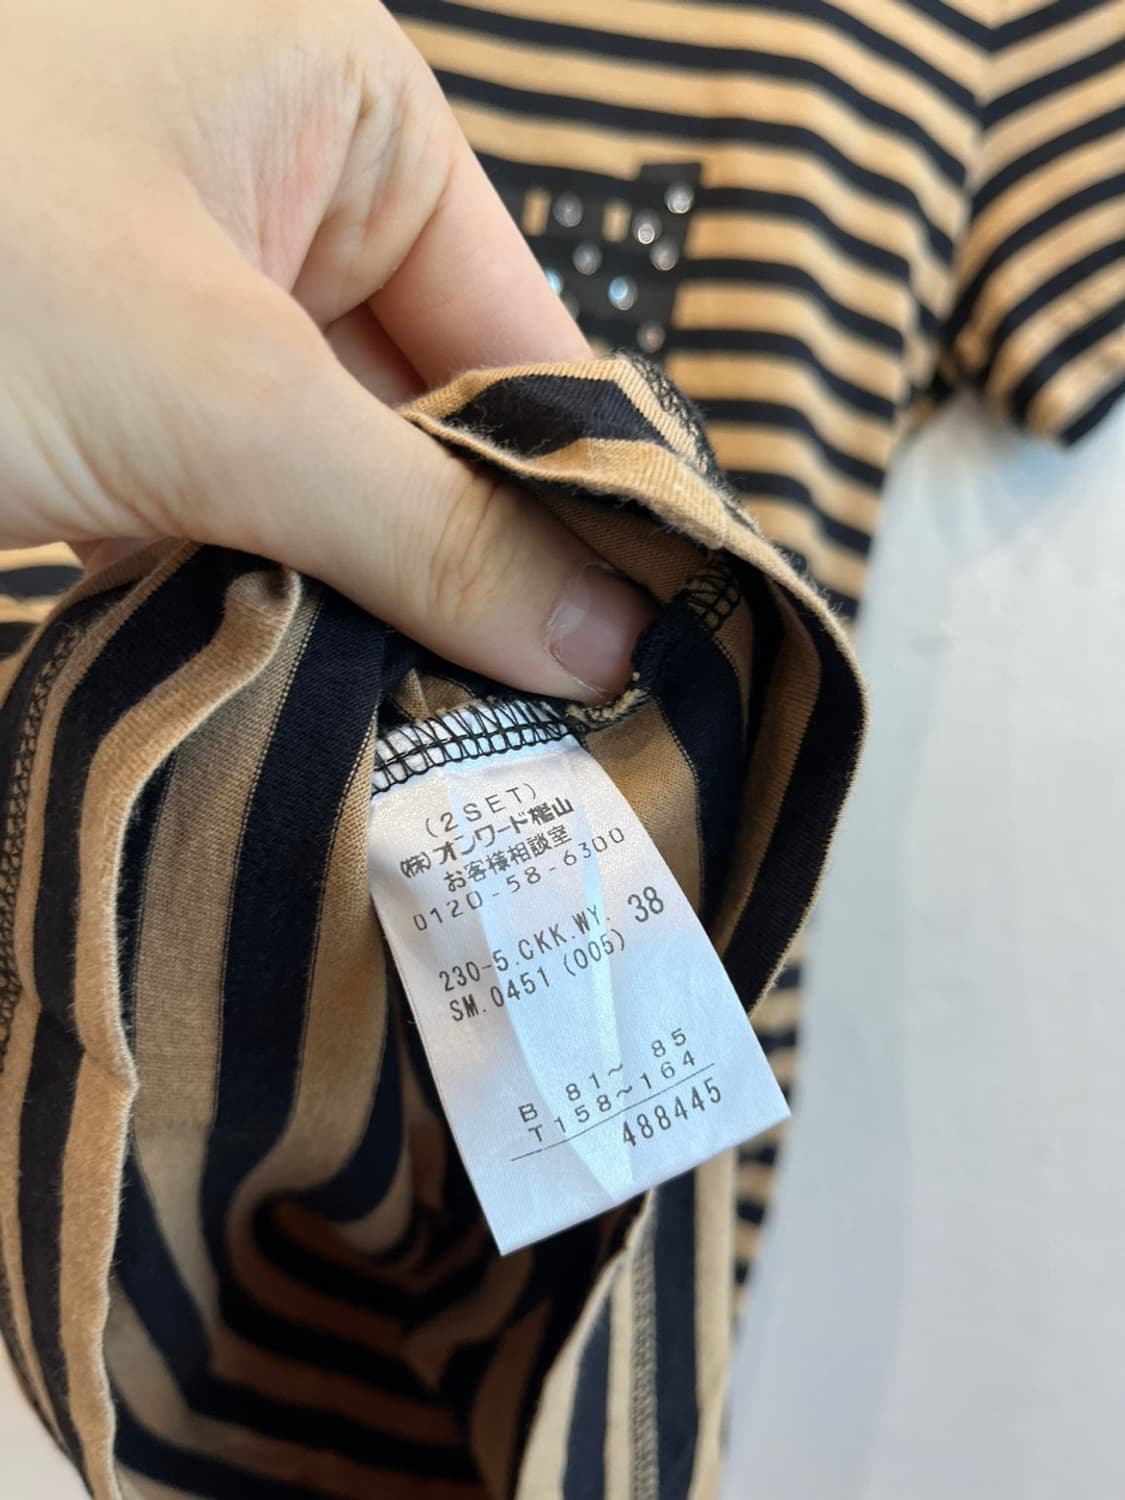 (2SET)
(株)オンワード樫山
お客様相談室
0120-58-6300
38
230-5.CKK.WY.
SM.0451 (005)
B 81~ 85
T158~164
488445